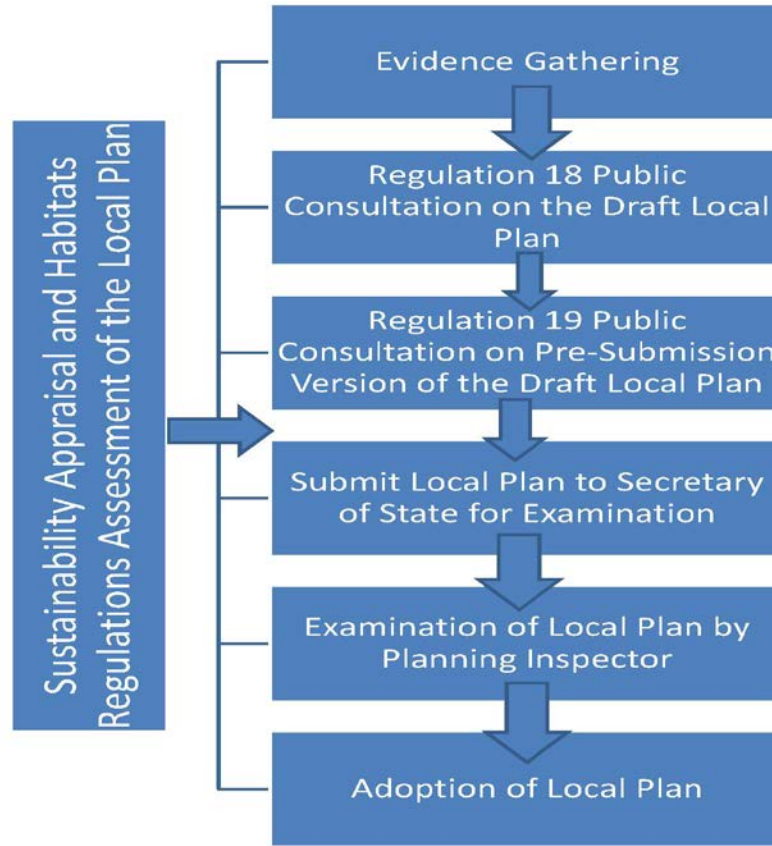 Sustainability Appraisal and Habitats
Regulations Assessment of the Local Plan
Evidence Gathering
Regulation 18 Public
Consultation on the Draft Local
Plan
Regulation 19 Public
Consultation on Pre-Submission
Version of the Draft Local Plan
Submit Local Plan to Secretary
of State for Examination
Examination of Local Plan by
Planning Inspector
Adoption of Local Plan